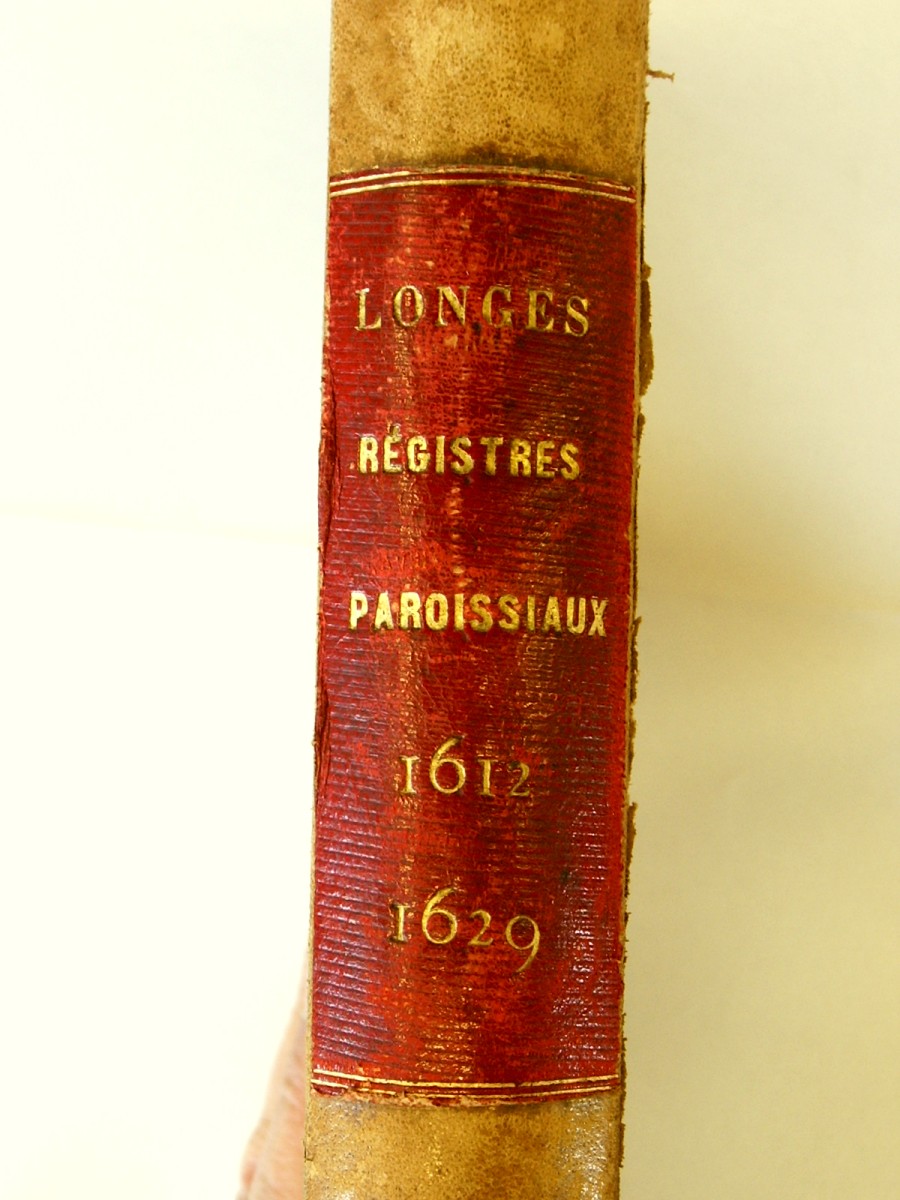 LONGES
RÉGISTRES
PAROISSIAUX
1612
1629